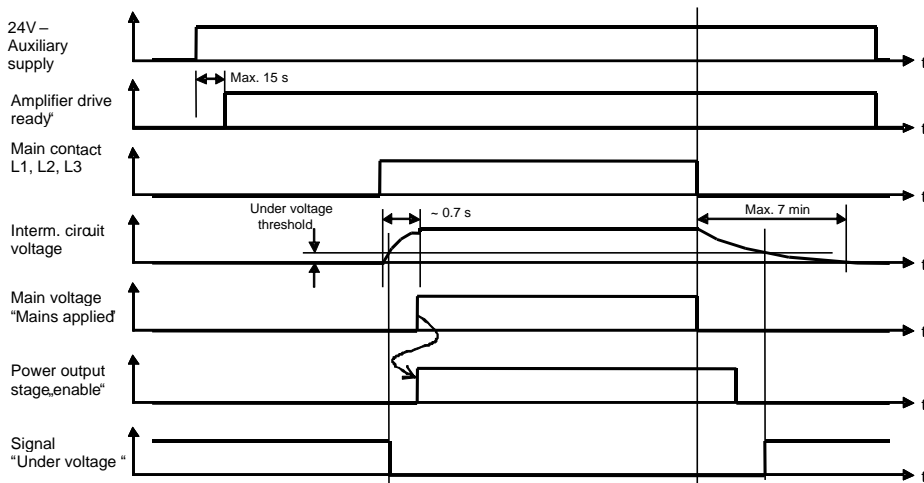 24V –
Auxiliary
supply
t
Max. 15 s
Amplifier drive
ready“
t
Main contact
L1, L2, L3
t
Under voltage
threshold
~ 0.7 s
Max. 7 min
Interm. circuit
voltage
t
Main voltage
“Mains applied“
t
Power output
stage„enable“
t
Signal
“Under voltage “
t